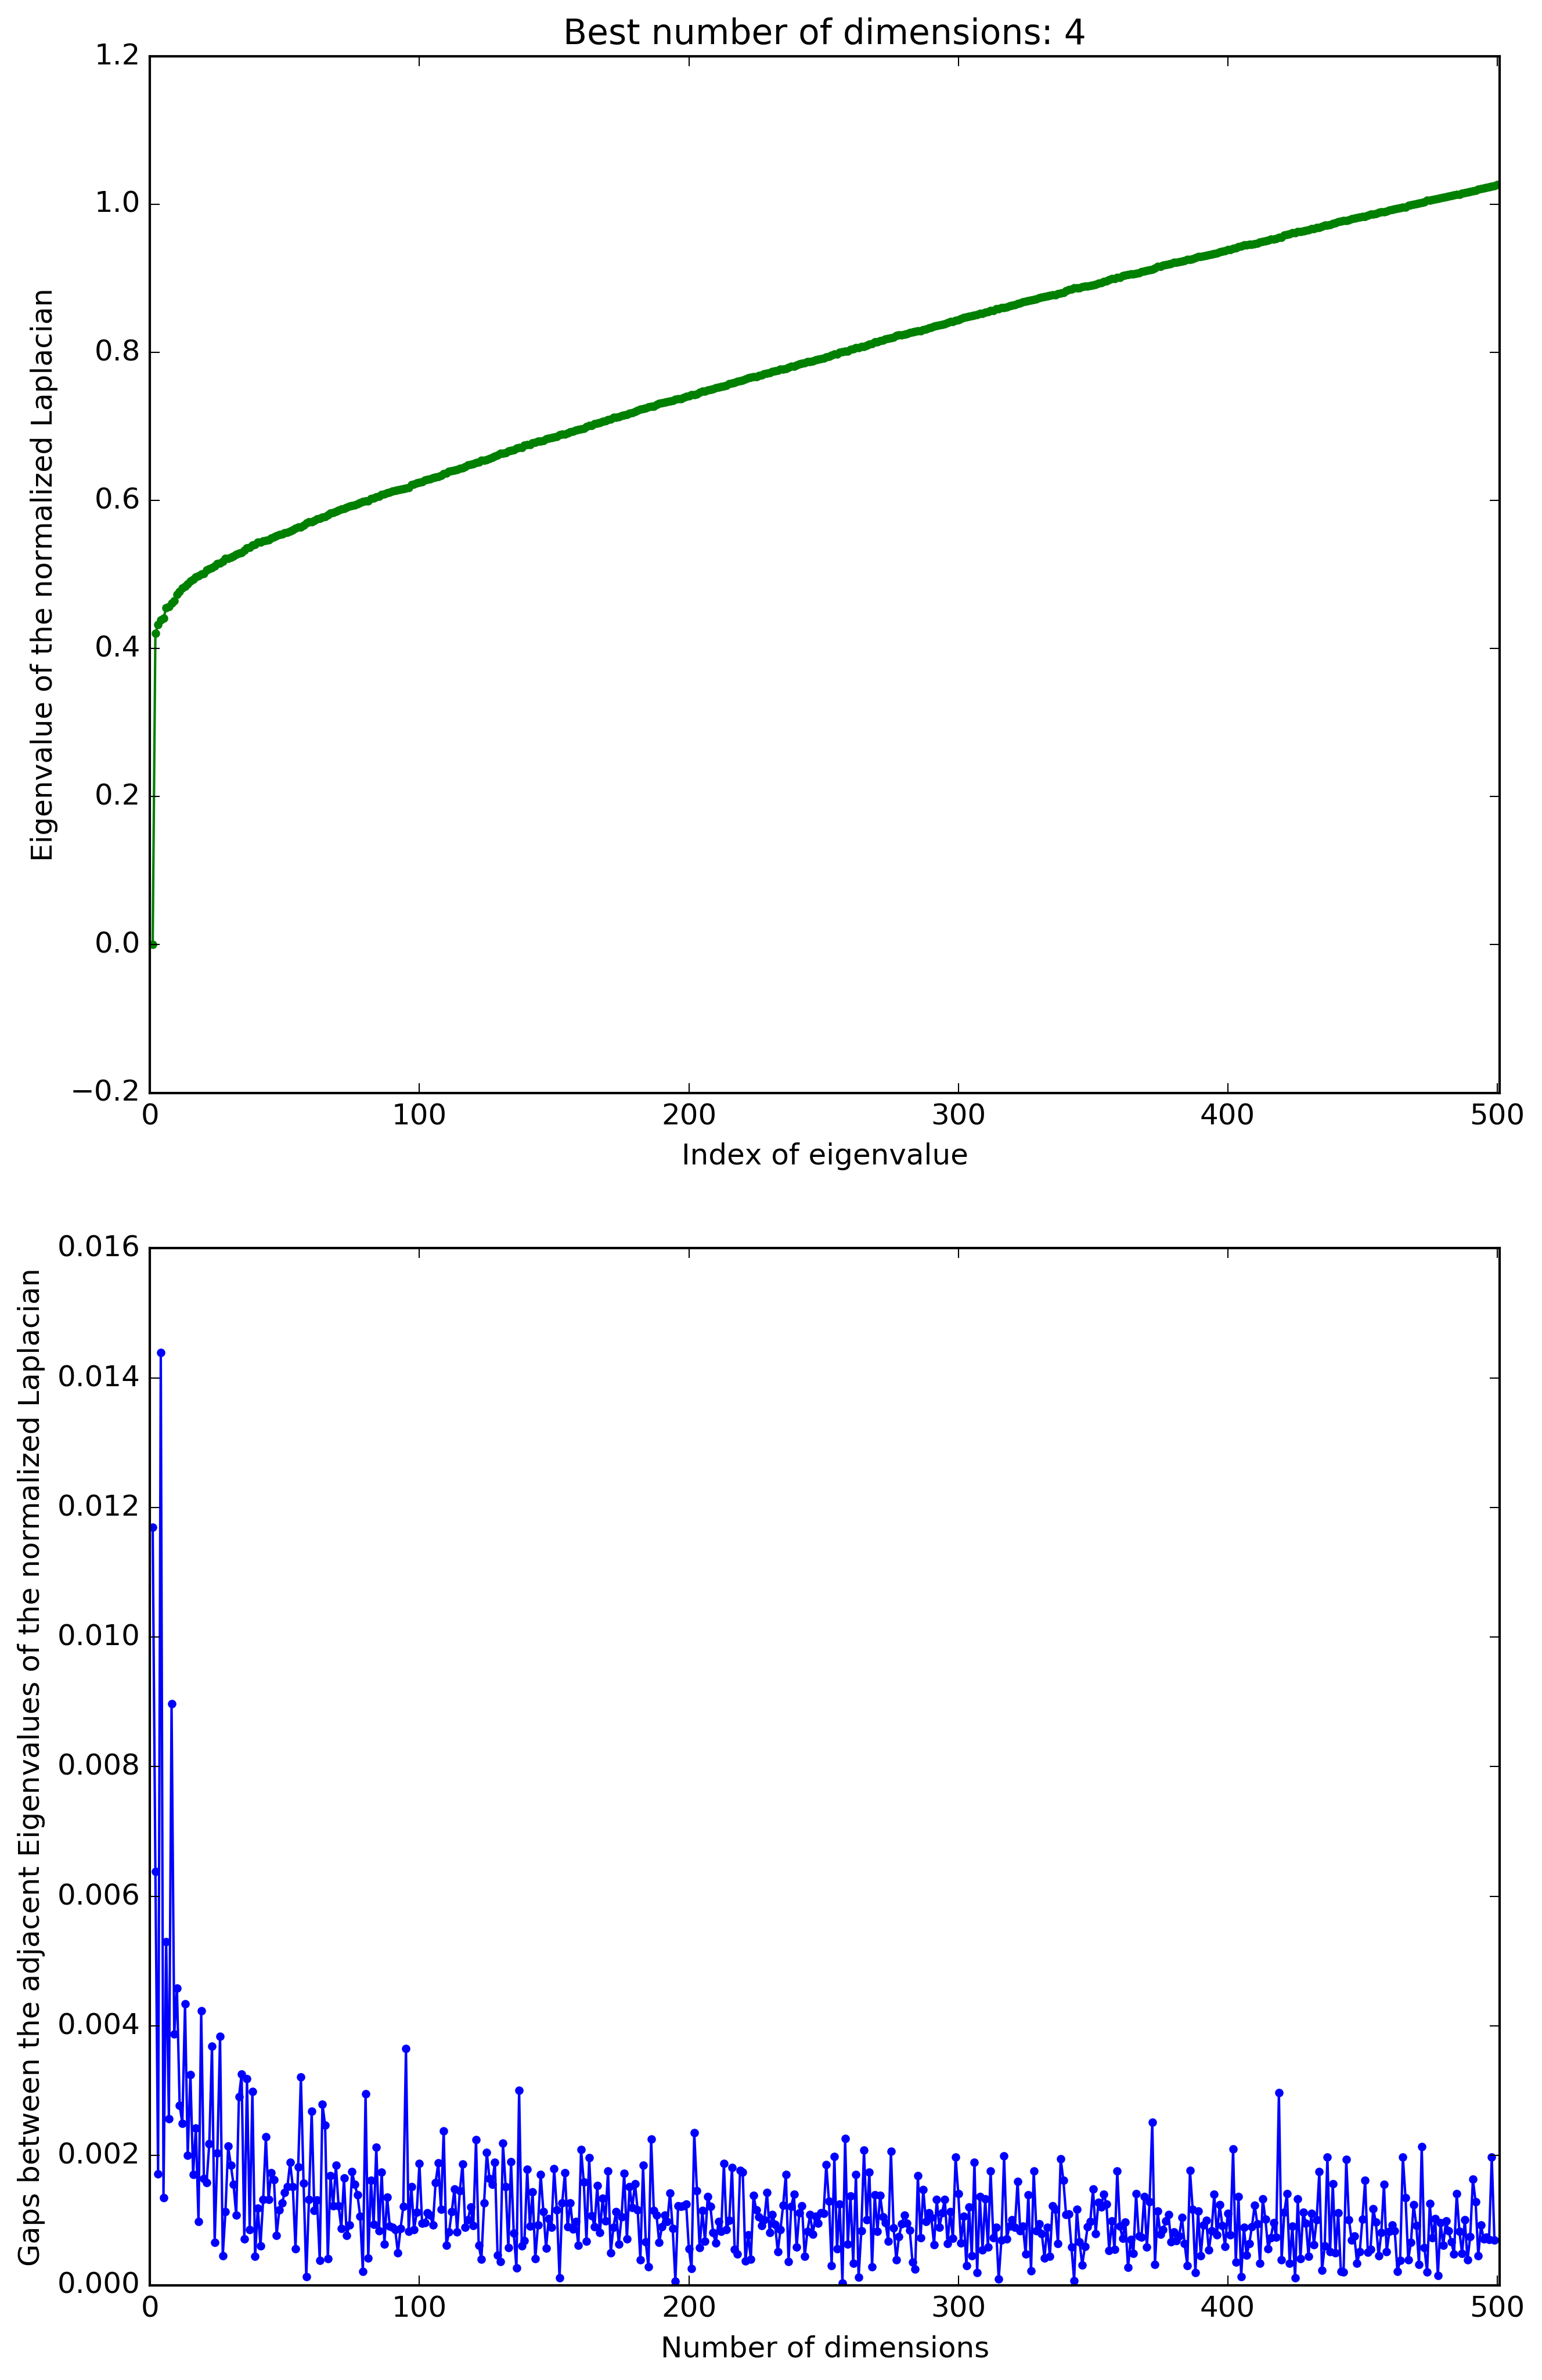 Best number of dimensions: 4
1.2
1.0
0.8
0.6
0.4
0.2
0.0
−0.2
Eigenvalue of the normalized Laplacian
0 100 200 300 400 500
Index of eigenvalue
0.016
0.014
0.012
0.010
0.008
0.006
0.004
0.002
0.000
Gaps between the adjacent Eigenvalues of the normalized Laplacian
0 100 200 300 400 500
Number of dimensions